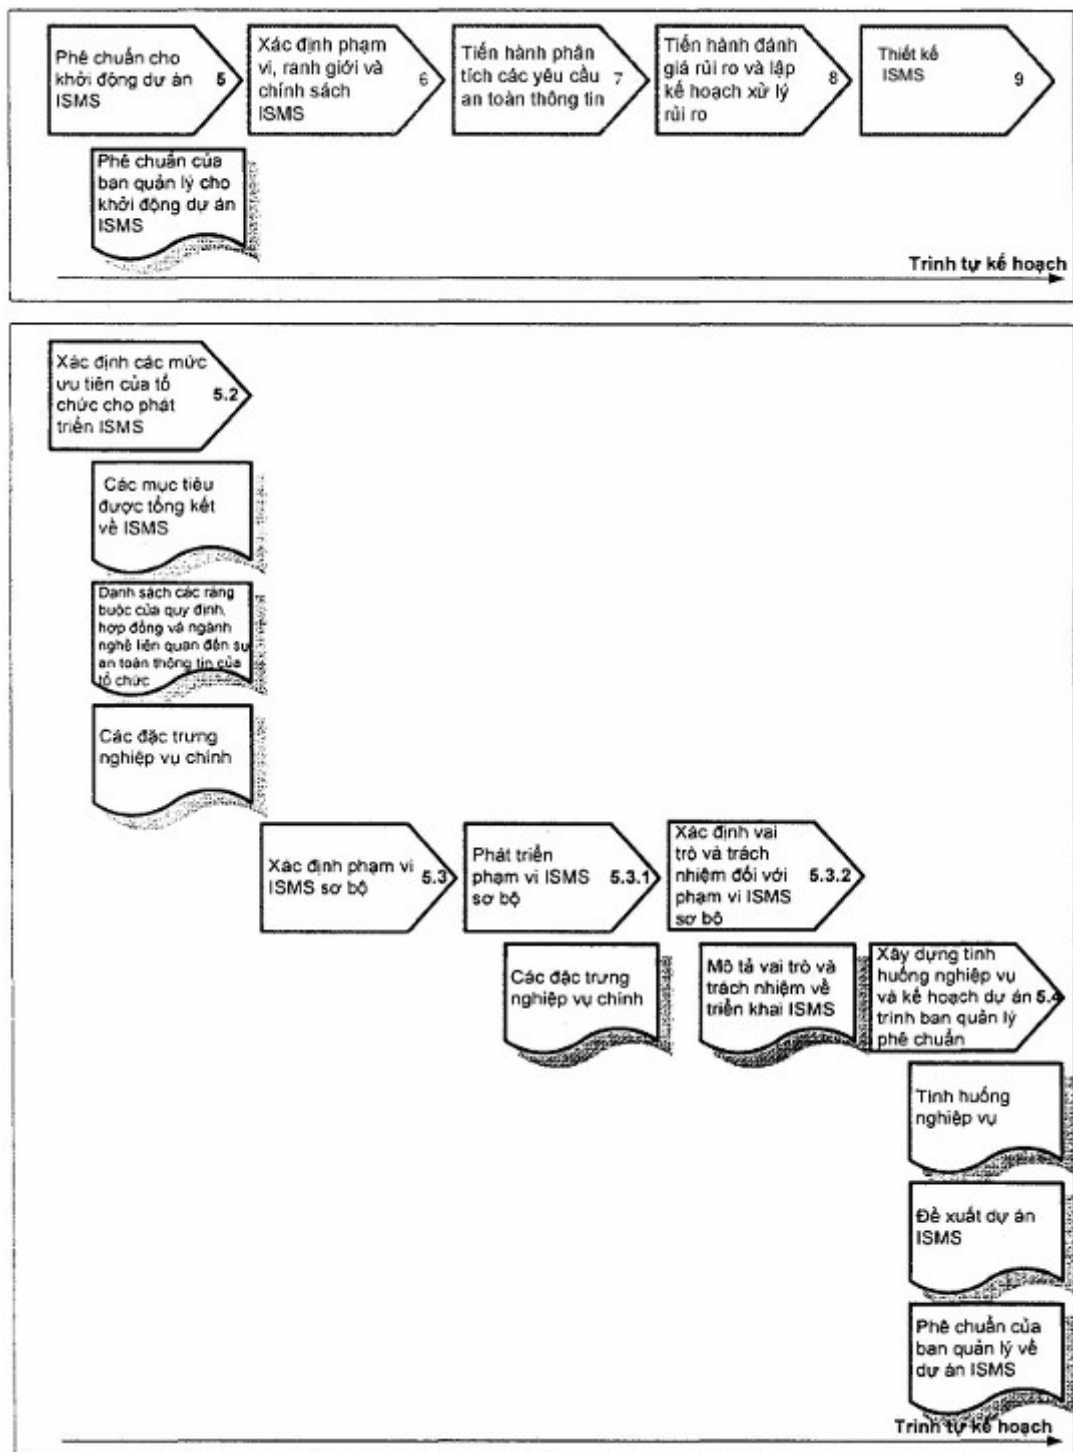 Phê chuẩn cho
khởi động dự án 5
ISMS
Xác định phạm
vi, ranh giới và 6
chính sách
ISMS
Tiến hành phân
tích các yêu cầu
an toàn thông tin 7
Tiến hành đánh
giá rủi ro và lập
kế hoạch xử lý 8
rủi ro
Thiết kế
ISMS 9
Phê chuẩn của
ban quản lý cho
khởi động dự án
ISMS
Trình tự kế hoạch
Xác định các mức
ưu tiên của tổ
chức cho phát 5.2
triển ISMS
Các mục tiêu
được tổng kết
về ISMS
Danh sách các ràng
buộc của quy định,
hợp đồng và ngành
nghề liên quan đến sự
an toàn thông tin của
tổ chức
Các đặc trưng
nghiệp vụ chính
Xác định phạm vi 5.3
ISMS sơ bộ
Phát triển
phạm vi ISMS 5.3.1
sơ bộ
Xác định vai
trò và trách
nhiệm đối với 5.3.2
phạm vi ISMS
sơ bộ
Các đặc trưng
nghiệp vụ chính
Mô tả vai trò và
trách nhiệm về
triển khai ISMS
Xây dựng tình
huống nghiệp vụ
và kế hoạch dự án 5.4
trình ban quản lý
phê chuẩn
Tình huống
nghiệp vụ
Đề xuất dự án
ISMS
Phê chuẩn của
ban quản lý về
dự án ISMS
Trình tự kế hoạch